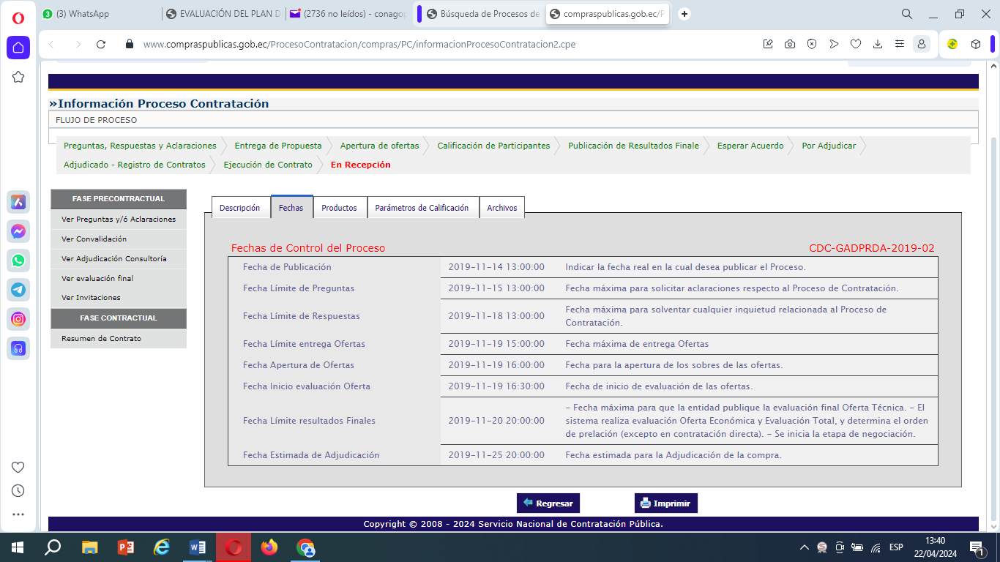 (3) WhatsApp
EVALUACIÓN DEL PLAN D
(2736 no leídos) - conagop
Búsqueda de Procesos de
compraspublicas.gob.ec/P
www.compraspublicas.gob.ec/ProcesoContratacion/compras/PC/informacionProcesoContratacion2.cpe
»Información Proceso Contratación
FLUJO DE PROCESO
Preguntas, Respuestas y Aclaraciones
Entrega de Propuesta
Apertura de ofertas
Calificación de Participantes
Publicación de Resultados Finale
Esperar Acuerdo
Por Adjudicar
Adjudicado - Registro de Contratos
Ejecución de Contrato
En Recepción
FASE PRECONTRACTUAL
Ver Preguntas y/ó Aclaraciones
Ver Convalidación
Ver Adjudicación Consultoría
Ver evaluación final
Ver Invitaciones
FASE CONTRACTUAL
Resumen de Contrato
Descripción
Fechas
Productos
Parámetros de Calificación
Archivos
Fechas de Control del Proceso
CDC-GADPRDA-2019-02
Fecha de Publicación 2019-11-14 13:00:00 Indicar la fecha real en la cual desea publicar el Proceso.
Fecha Límite de Preguntas 2019-11-15 13:00:00 Fecha máxima para solicitar aclaraciones respecto al Proceso de Contratación.
Fecha Límite de Respuestas 2019-11-18 13:00:00 Fecha máxima para solventar cualquier inquietud relacionada al Proceso de
Contratación.
Fecha Límite entrega Ofertas 2019-11-19 15:00:00 Fecha máxima de entrega Ofertas
Fecha Apertura de Ofertas 2019-11-19 16:00:00 Fecha para la apertura de los sobres de las ofertas.
Fecha Inicio evaluación Oferta 2019-11-19 16:30:00 Fecha de inicio de evaluación de las ofertas.
Fecha Límite resultados Finales 2019-11-20 20:00:00 - Fecha máxima para que la entidad publique la evaluación final Oferta Técnica. - El
sistema realiza evaluación Oferta Económica y Evaluación Total, y determina el orden
de prelación (excepto en contratación directa). - Se inicia la etapa de negociación.
Fecha Estimada de Adjudicación 2019-11-25 20:00:00 Fecha estimada para la Adjudicación de la compra.
Regresar
Imprimir
Copyright © 2008 - 2024 Servicio Nacional de Contratación Pública.
ESP
13:40
22/04/2024
1